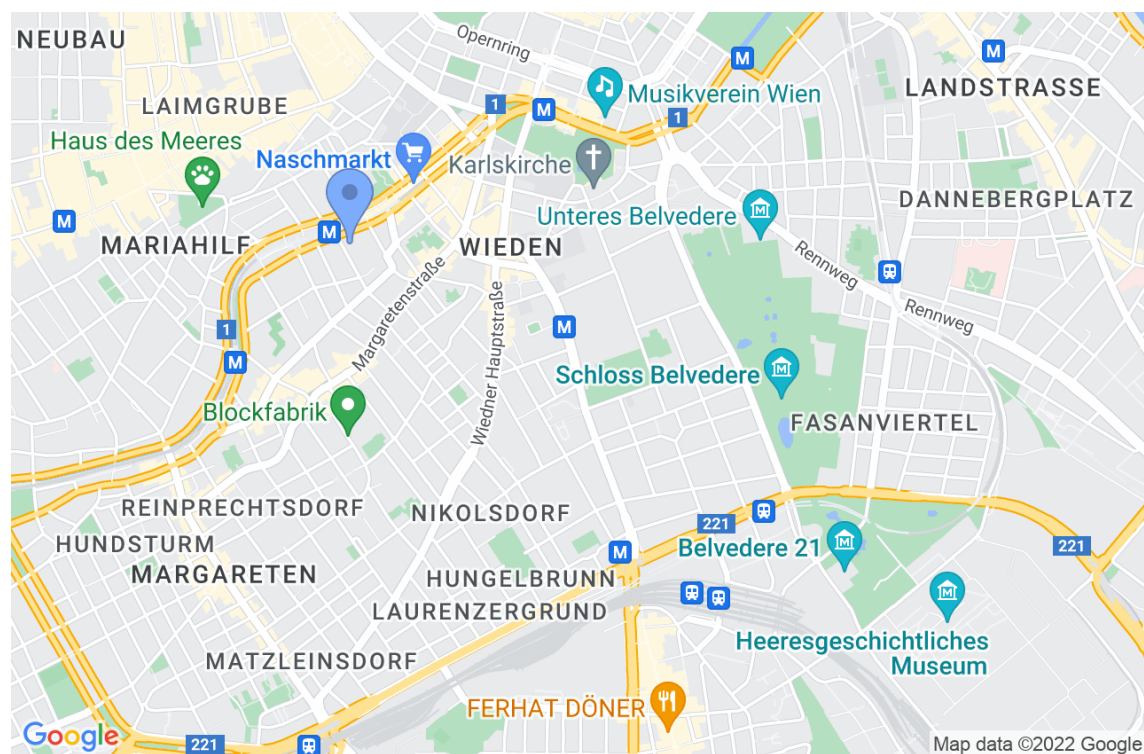 NEUBAU
Opernring
M
M
LANDSTRASSE
LAIMGRUBE
1
M
Musikverein Wien
1
Haus des Meeres
Naschmarkt
Karlskirche
DANNEBERGPLATZ
M
MARIAHILF
M
WIEDEN
Unteres Belvedere
Rennweg
Rennweg
1
M
Margaretenstraße
Wiedner Hauptstraße
M
Schloss Belvedere
Blockfabrik
FASANVIERTEL
REINPRECHTSDORF
NIKOLSDORF
221
HUNDSTURM
M
Belvedere 21
221
MARGARETEN
HUNGELBRUNN
LAURENZERGRUND
Heeresgeschichtliches
Museum
MATZLEINSDORF
FERHAT DÖNER
Google
221
Map data ©2022 Google